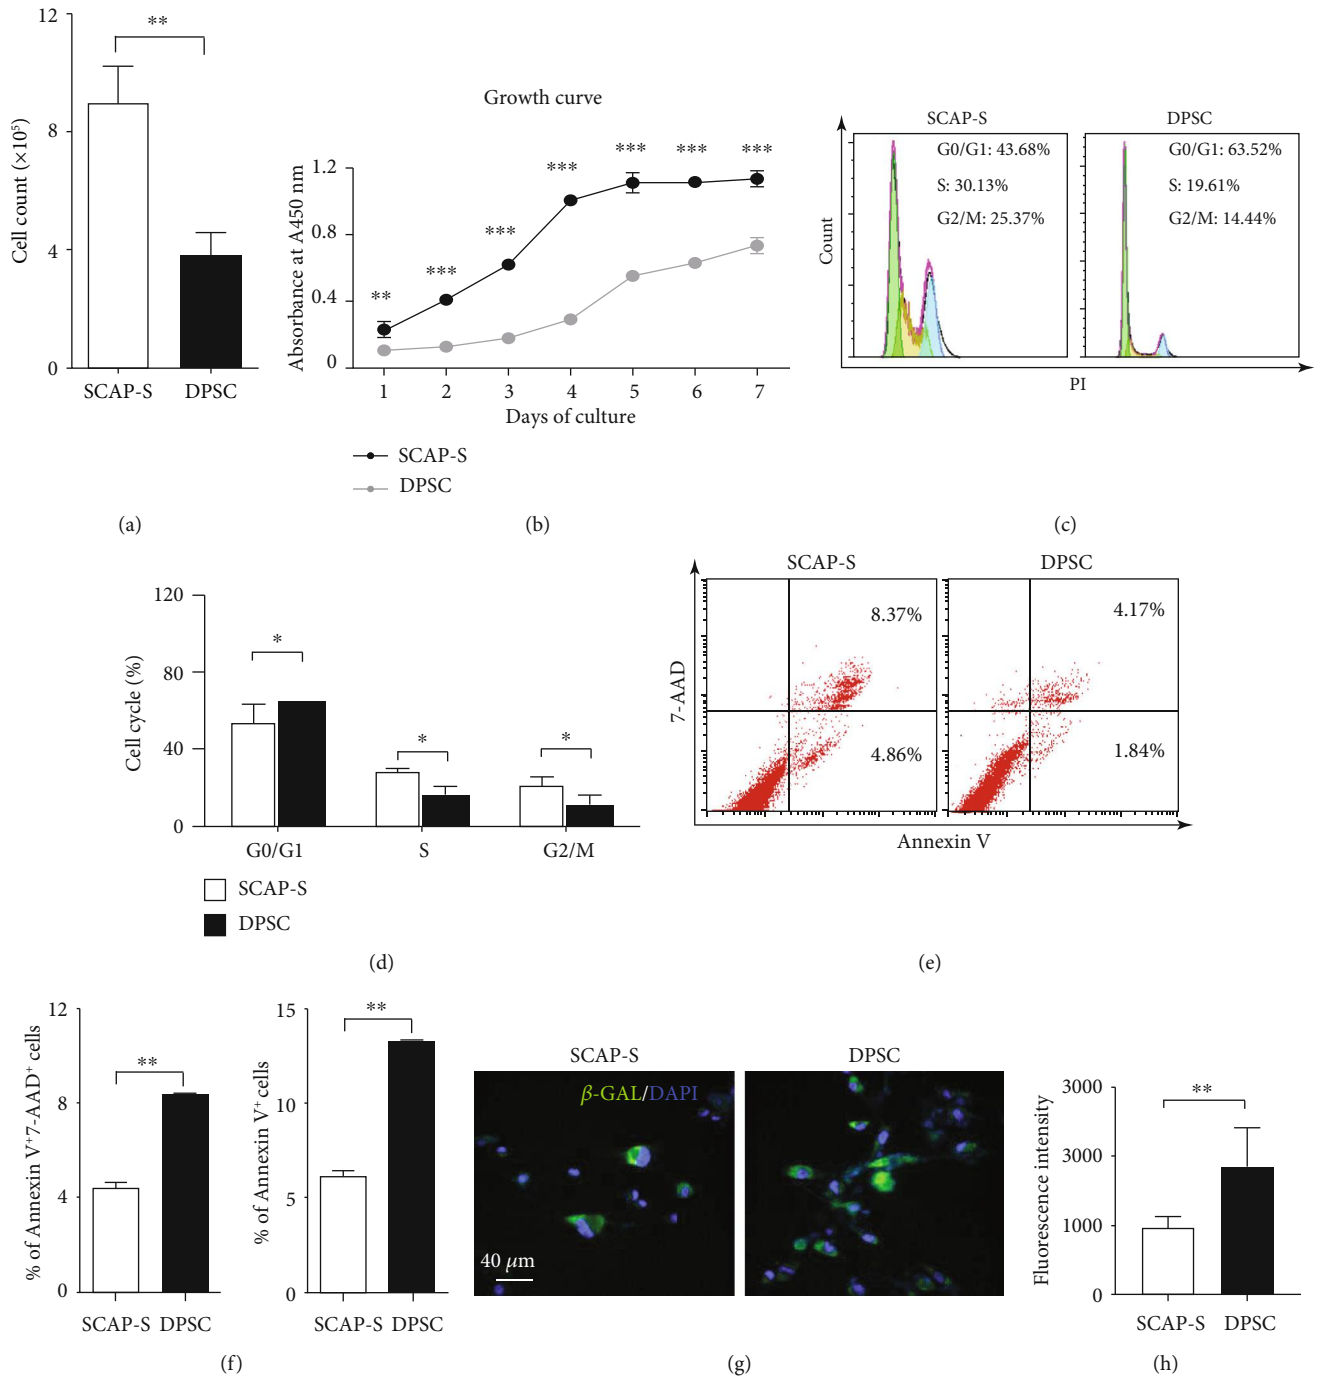 12
8
4
0
Cell count (×10⁵)
**
SCAP-S DPSC
(a)
Growth curve
1.2
0.8
0.4
0
Absorbance at A450 nm
** *** *** *** *** *** ***
1 2 3 4 5 6 7
Days of culture
SCAP-S
DPSC
(b)
SCAP-S
G0/G1: 43.68%
S: 30.13%
G2/M: 25.37%
DPSC
G0/G1: 63.52%
S: 19.61%
G2/M: 14.44%
Count
PI
(c)
120
80
40
0
Cell cycle (%)
* * *
G0/G1 S G2/M
SCAP-S
DPSC
(d)
SCAP-S
8.37%
4.86%
DPSC
4.17%
1.84%
7-AAD
Annexin V
(e)
12
8
4
0
% of Annexin V⁺7-AAD⁺ cells
**
SCAP-S DPSC
15
10
5
0
% of Annexin V⁺ cells
**
SCAP-S DPSC
(f)
SCAP-S
DPSC
β-GAL/DAPI
40 μm
(g)
3000
3000
1000
0
Fluorescence intensity
**
SCAP-S DPSC
(h)